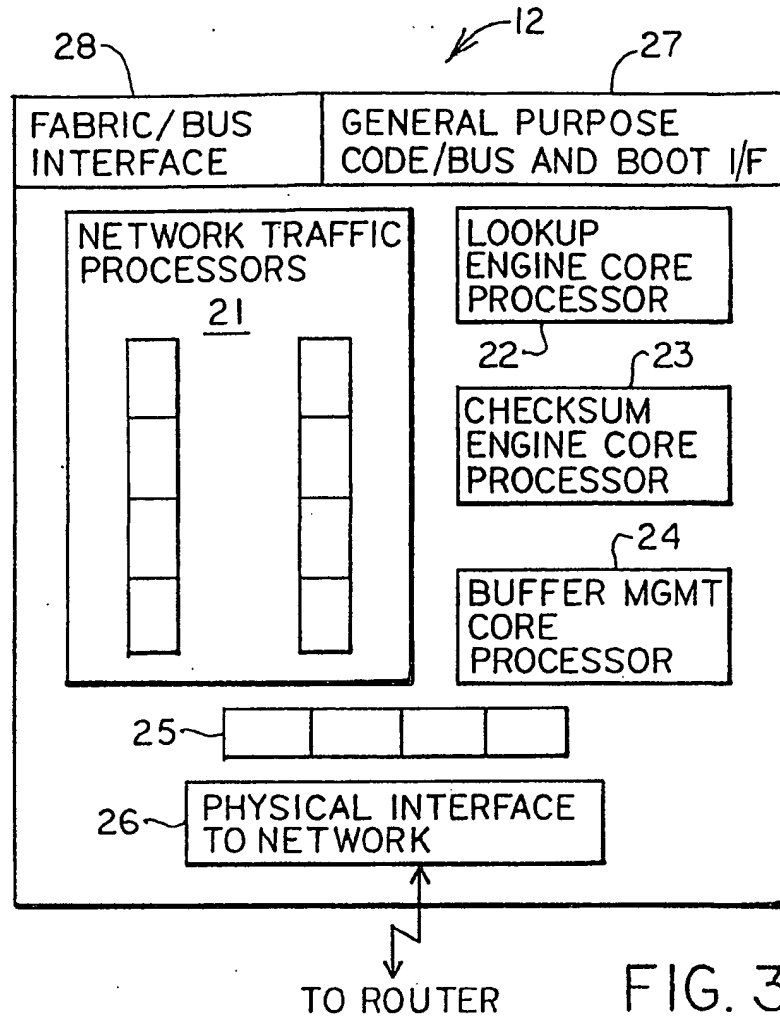 12
28
27
FABRIC/BUS
INTERFACE
GENERAL PURPOSE
CODE/BUS AND BOOT I/F
NETWORK TRAFFIC
PROCESSORS
21
LOOKUP
ENGINE CORE
PROCESSOR
22
23
CHECKSUM
ENGINE CORE
PROCESSOR
24
BUFFER MGMT
CORE
PROCESSOR
25
26
PHYSICAL INTERFACE
TO NETWORK
TO ROUTER
FIG. 3